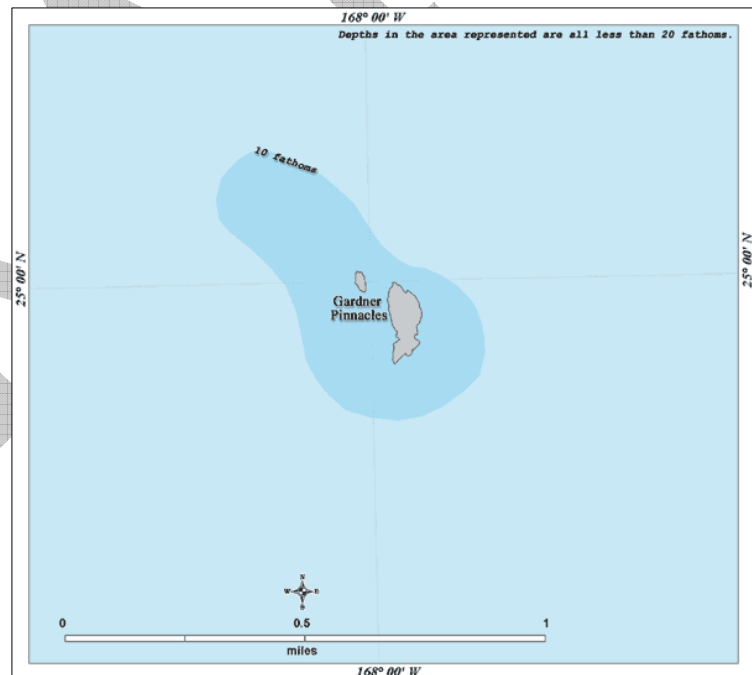 168° 00' W
Depths in the area represented are all less than 20 fathoms.
10 fathoms
25° 00' N
25° 00' N
Gardner
Pinnacles
N
W E
S
0 0.5 1
miles
168° 00' W